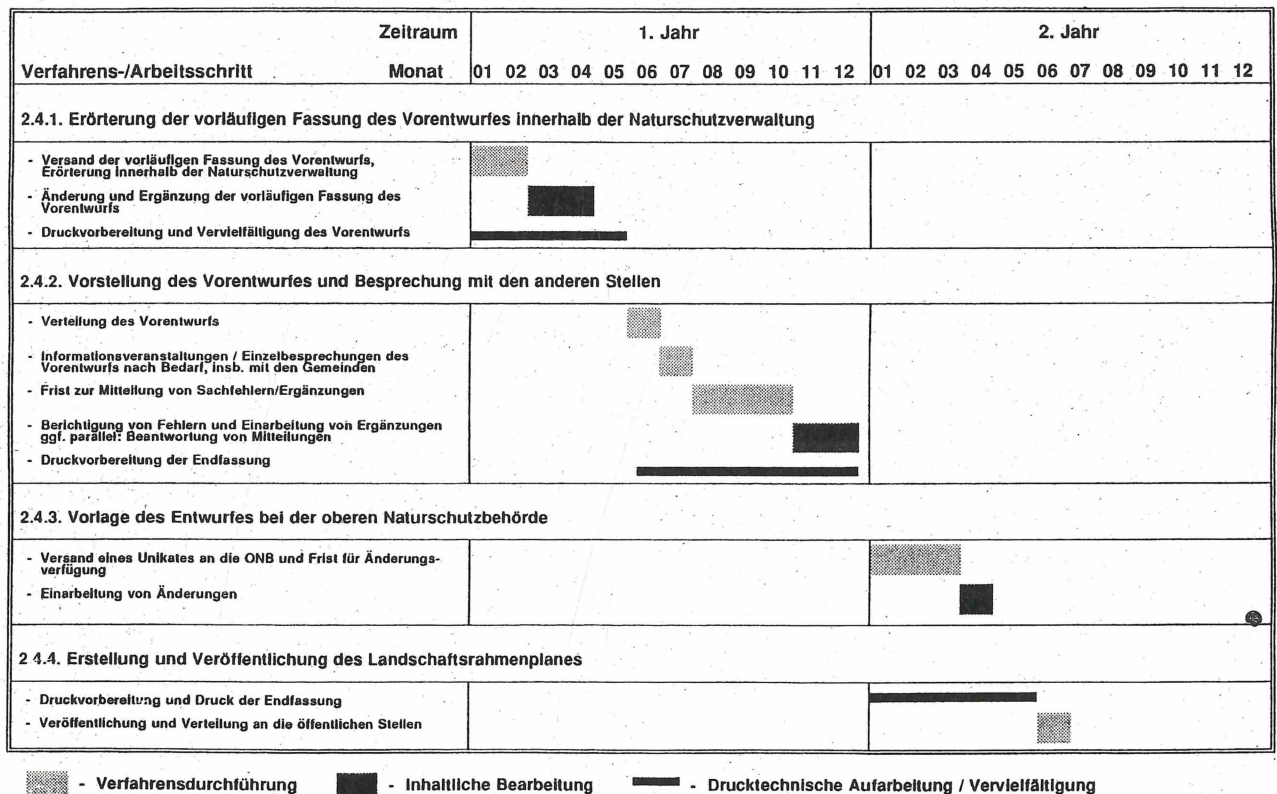 Zeitraum 1. Jahr 2. Jahr
Verfahrens-/Arbeitsschritt Monat 01 02 03 04 05 06 07 08 09 10 11 12 01 02 03 04 05 06 07 08 09 10 11 12
2.4.1. Erörterung der vorläufigen Fassung des Vorentwurfes innerhalb der Naturschutzverwaltung
- Versand der vorläufigen Fassung des Vorentwurfs,
Erörterung innerhalb der Naturschutzverwaltung
- Änderung und Ergänzung der vorläufigen Fassung des
Vorentwurfs
- Druckvorbereitung und Vervielfältigung des Vorentwurfs
2.4.2. Vorstellung des Vorentwurfes und Besprechung mit den anderen Stellen
- Verteilung des Vorentwurfs
- Informationsveranstaltungen / Einzelbesprechungen des
Vorentwurfs nach Bedarf, insb. mit den Gemeinden
- Frist zur Mitteilung von Sachfehlern/Ergänzungen
- Berichtigung von Fehlern und Einarbeitung von Ergänzungen
ggf. parallel: Beantwortung von Mitteilungen
- Druckvorbereitung der Endfassung
2.4.3. Vorlage des Entwurfes bei der oberen Naturschutzbehörde
- Versand eines Unikates an die ONB und Frist für Änderungs-
verfügung
- Einarbeitung von Änderungen
2.4.4. Erstellung und Veröffentlichung des Landschaftsrahmenplanes
- Druckvorbereitung und Druck der Endfassung
- Veröffentlichung und Verteilung an die öffentlichen Stellen
- Verfahrensdurchführung - Inhaltliche Bearbeitung - Drucktechnische Aufarbeitung / Vervielfältigung